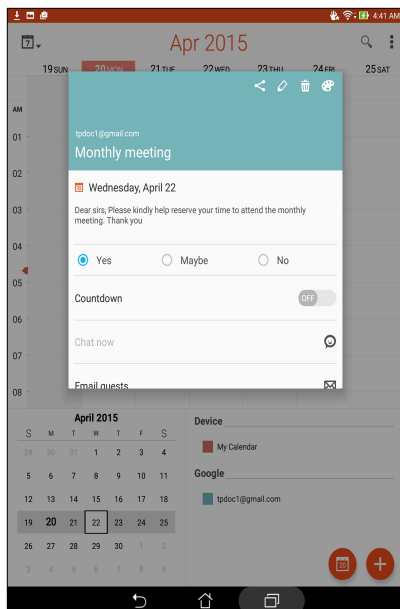 4:41 AM
7
Apr 2015
19 SUN 20 MON 21 TUE 22 WED 23 THU 24 FRI 25 SAT
AM
01
02
03
04
05
06
07
08
tpdoc1@gmail.com
Monthly meeting
Wednesday, April 22
Dear sirs, Please kindly help reserve your time to attend the monthly
meeting. Thank you
Yes Maybe No
Countdown OFF
Chat now
Email guests
April 2015
S M T W T F S
29 30 31 1 2 3 4
5 6 7 8 9 10 11
12 13 14 15 16 17 18
19 20 21 22 23 24 25
26 27 28 29 30 1 2
3 4 5 6 7 8 9
Device
My Calendar
Google
tpdoc1@gmail.com
20